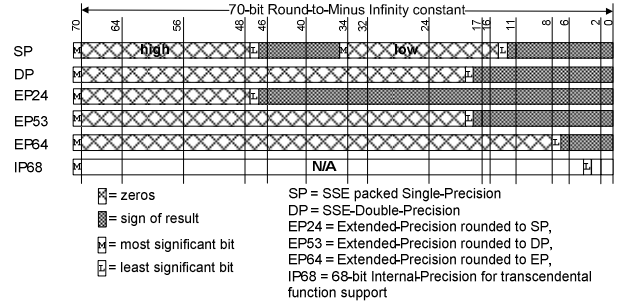 70-bit Round-to-Minus Infinity constant
70 64 56 48 46 40 34 32 24 17 16 11 8 6 2 0
SP M high L M low L
DP M L
EP24 M L
EP53 M L
EP64 M L
IP68 M N/A L
= zeros
= sign of result
M = most significant bit
L = least significant bit
SP = SSE packed Single-Precision
DP = SSE-Double-Precision
EP24 = Extended-Precision rounded to SP,
EP53 = Extended-Precision rounded to DP,
EP64 = Extended-Precision rounded to EP,
IP68 = 68-bit Internal-Precision for transcendental
function support